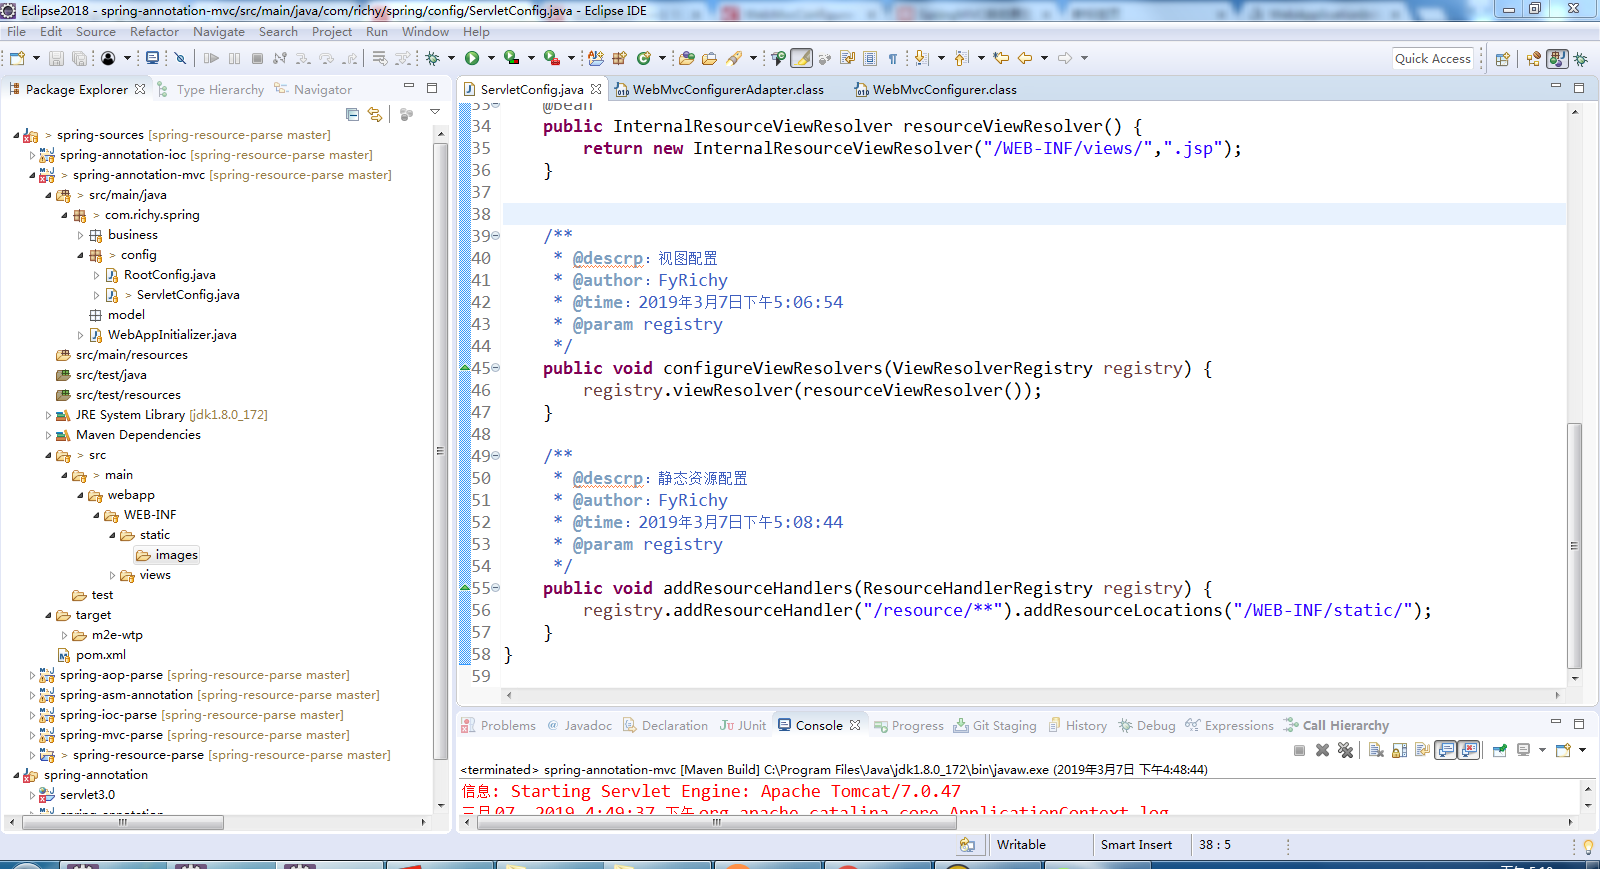 Eclipse2018 - spring-annotation-mvc/src/main/java/com/richy/spring/config/ServletConfig.java - Eclipse IDE
File Edit Source Refactor Navigate Search Project Run Window Help
Quick Access
Package Explorer Type Hierarchy Navigator
> spring-sources [spring-resource-parse master]
spring-annotation-ioc [spring-resource-parse master]
> spring-annotation-mvc [spring-resource-parse master]
> src/main/java
> com.richy.spring
business
> config
RootConfig.java
> ServletConfig.java
model
WebAppInitializer.java
src/main/resources
src/test/java
src/test/resources
JRE System Library [jdk1.8.0_172]
Maven Dependencies
> src
> main
webapp
WEB-INF
static
images
views
test
target
m2e-wtp
pom.xml
spring-aop-parse [spring-resource-parse master]
spring-asm-annotation [spring-resource-parse master]
spring-ioc-parse [spring-resource-parse master]
spring-mvc-parse [spring-resource-parse master]
> spring-resource-parse [spring-resource-parse master]
spring-annotation
servlet3.0
ServletConfig.java WebMvcConfigurerAdapter.class WebMvcConfigurer.class
33 @Bean
34 public InternalResourceViewResolver resourceViewResolver() {
35 return new InternalResourceViewResolver("/WEB-INF/views/",".jsp");
36 }
37
38
39 /**
40 * @descrp：视图配置
41 * @author：FyRichy
42 * @time：2019年3月7日下午5:06:54
43 * @param registry
44 */
45 public void configureViewResolvers(ViewResolverRegistry registry) {
46 registry.viewResolver(resourceViewResolver());
47 }
48
49 /**
50 * @descrp：静态资源配置
51 * @author：FyRichy
52 * @time：2019年3月7日下午5:08:44
53 * @param registry
54 */
55 public void addResourceHandlers(ResourceHandlerRegistry registry) {
56 registry.addResourceHandler("/resource/**").addResourceLocations("/WEB-INF/static/");
57 }
58 }
59
Problems @ Javadoc Declaration JUnit Console Progress Git Staging History Debug Expressions Call Hierarchy
<terminated> spring-annotation-mvc [Maven Build] C:\Program Files\Java\jdk1.8.0_172\bin\javaw.exe (2019年3月7日 下午4:48:44)
信息: Starting Servlet Engine: Apache Tomcat/7.0.47
三月 07, 2019 4:49:37 下午 org.apache.catalina.core.ApplicationContext log
Writable Smart Insert 38 : 5